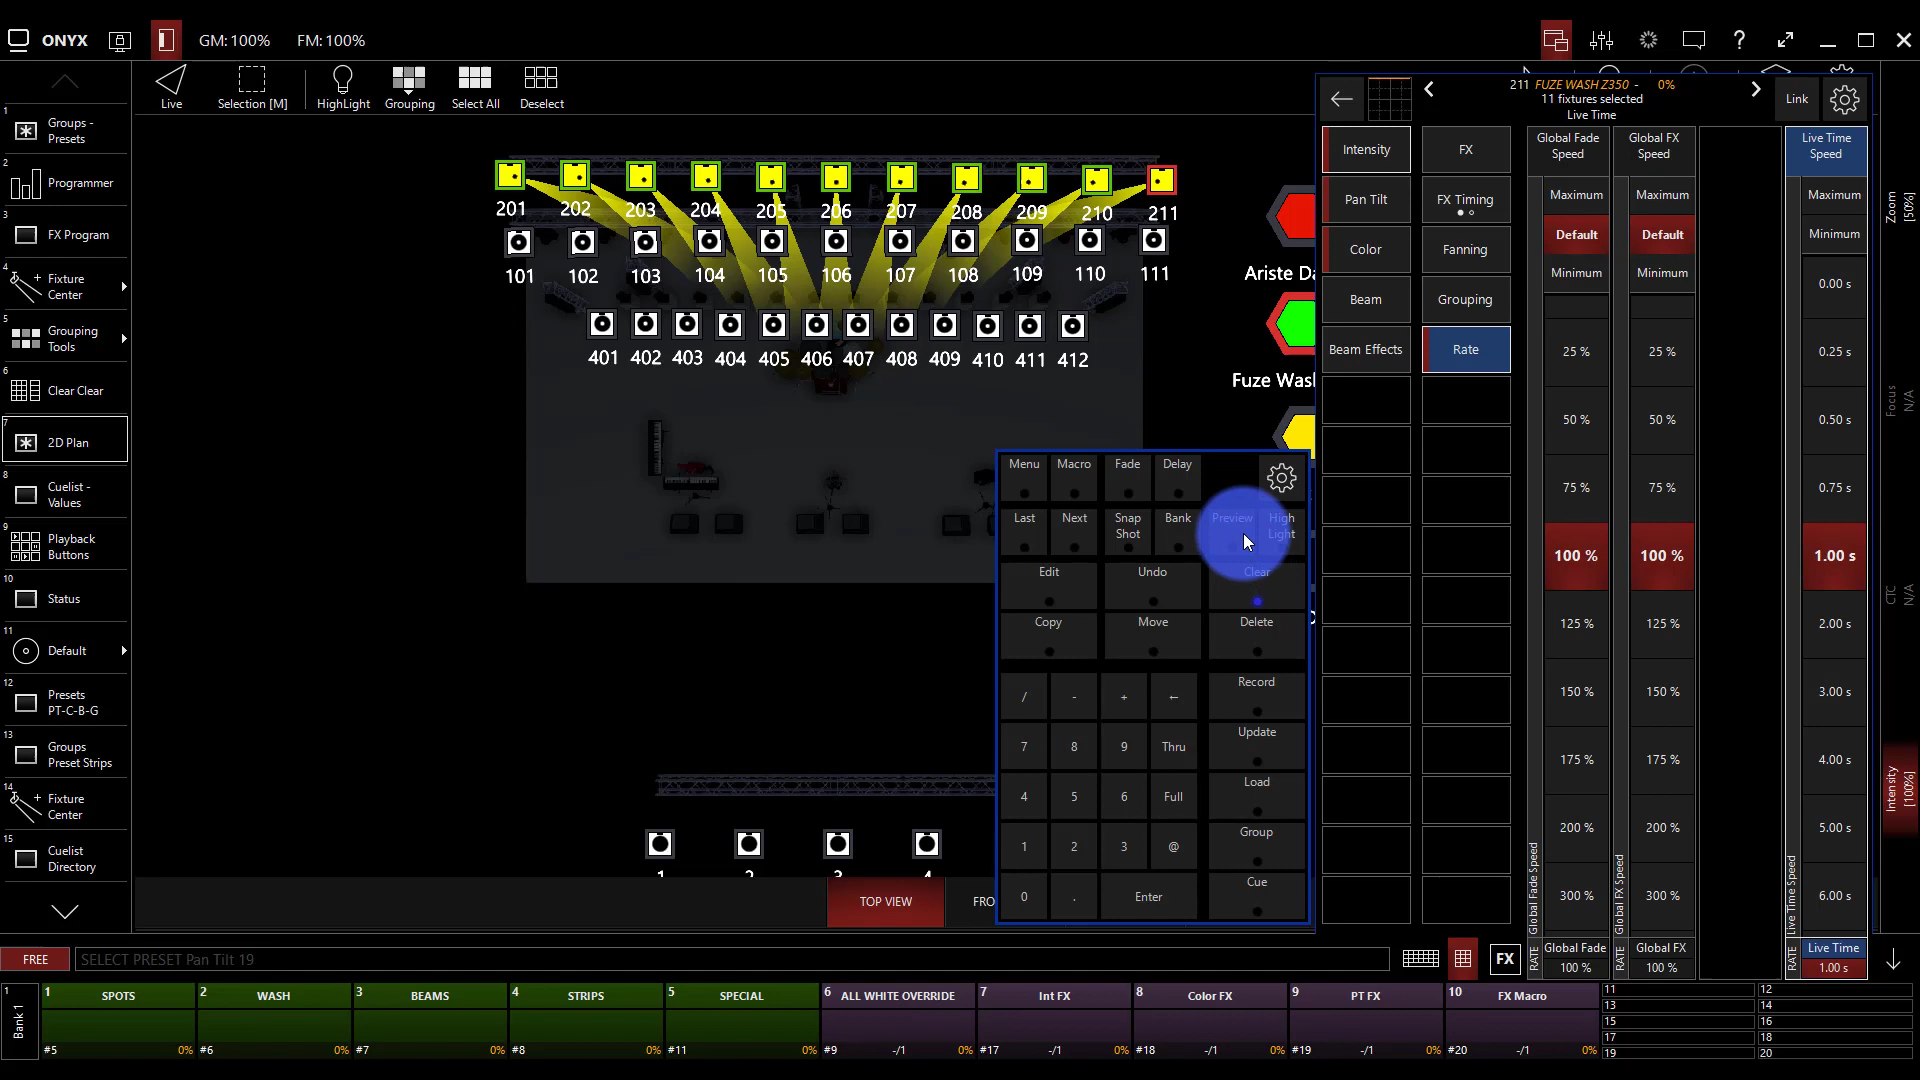 ONYX
GM: 100%
FM: 100%
Live
Selection [M]
HighLight
Grouping
Select All
Deselect
1
Groups -
Presets
2
Programmer
3
FX Program
4
Fixture
Center
5
Grouping
Tools
6
Clear Clear
7
2D Plan
8
Cuelist -
Values
9
Playback
Buttons
10
Status
11
Default
12
Presets
PT-C-B-G
13
Groups
Preset Strips
14
Fixture
Center
15
Cuelist
Directory
201 202 203 204 205 206 207 208 209 210 211
101 102 103 104 105 106 107 108 109 110 111
401 402 403 404 405 406 407 408 409 410 411 412
1 2 3 4
Ariste Da
Fuze Wash
TOP VIEW
FRO
Menu Macro Fade Delay
Last Next Snap
Shot Bank Preview High
Light
Edit Undo Clear
Copy Move Delete
/ - + ← Record
7 8 9 Thru Update
4 5 6 Full Load
1 2 3 @ Group
0 . Enter Cue
211 FUZE WASH Z350 - 0%
11 fixtures selected
Live Time
Link
Intensity FX
Pan Tilt FX Timing
Color Fanning
Beam Grouping
Beam Effects Rate
Global Fade
Speed
Maximum
Default
Minimum
25 %
50 %
75 %
100 %
125 %
150 %
175 %
200 %
300 %
Global Fade Speed
RATE
Global Fade
100 %
Global FX
Speed
Maximum
Default
Minimum
25 %
50 %
75 %
100 %
125 %
150 %
175 %
200 %
300 %
Global FX Speed
RATE
Global FX
100 %
Live Time
Speed
Maximum
Minimum
0.00 s
0.25 s
0.50 s
0.75 s
1.00 s
2.00 s
3.00 s
4.00 s
5.00 s
6.00 s
Live Time Speed
RATE
Live Time
1.00 s
Zoom
[50%]
Focus
N/A
CTC
N/A
Intensity
[100%]
FREE
SELECT PRESET Pan Tilt 19
FX
1
Bank 1
1 SPOTS
#5 0%
2 WASH
#6 0%
3 BEAMS
#7 0%
4 STRIPS
#8 0%
5 SPECIAL
#11 0%
6 ALL WHITE OVERRIDE
#9 -/1 0%
7 Int FX
#17 -/1 0%
8 Color FX
#18 -/1 0%
9 PT FX
#19 -/1 0%
10 FX Macro
#20 -/1 0%
11 12
13 14
15 16
17 18
19 20